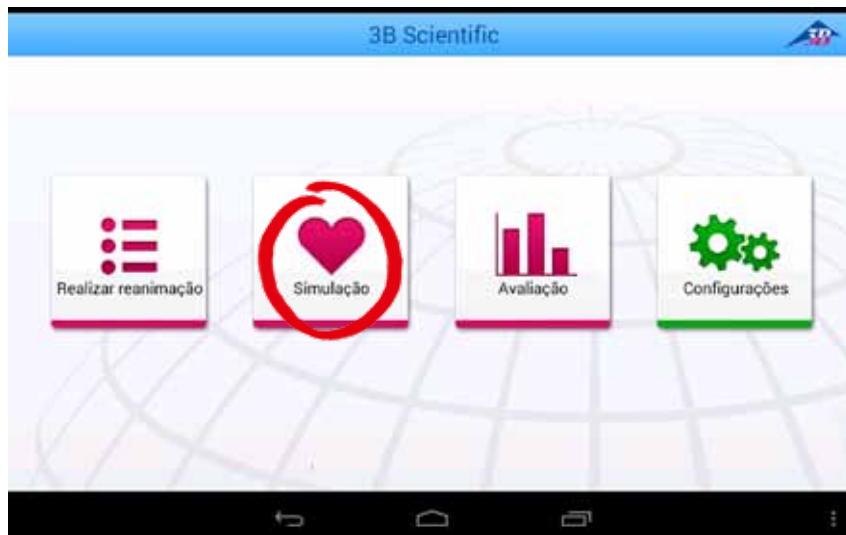 3B Scientific
Realizar reanimação
Simulação
Avaliação
Configurações